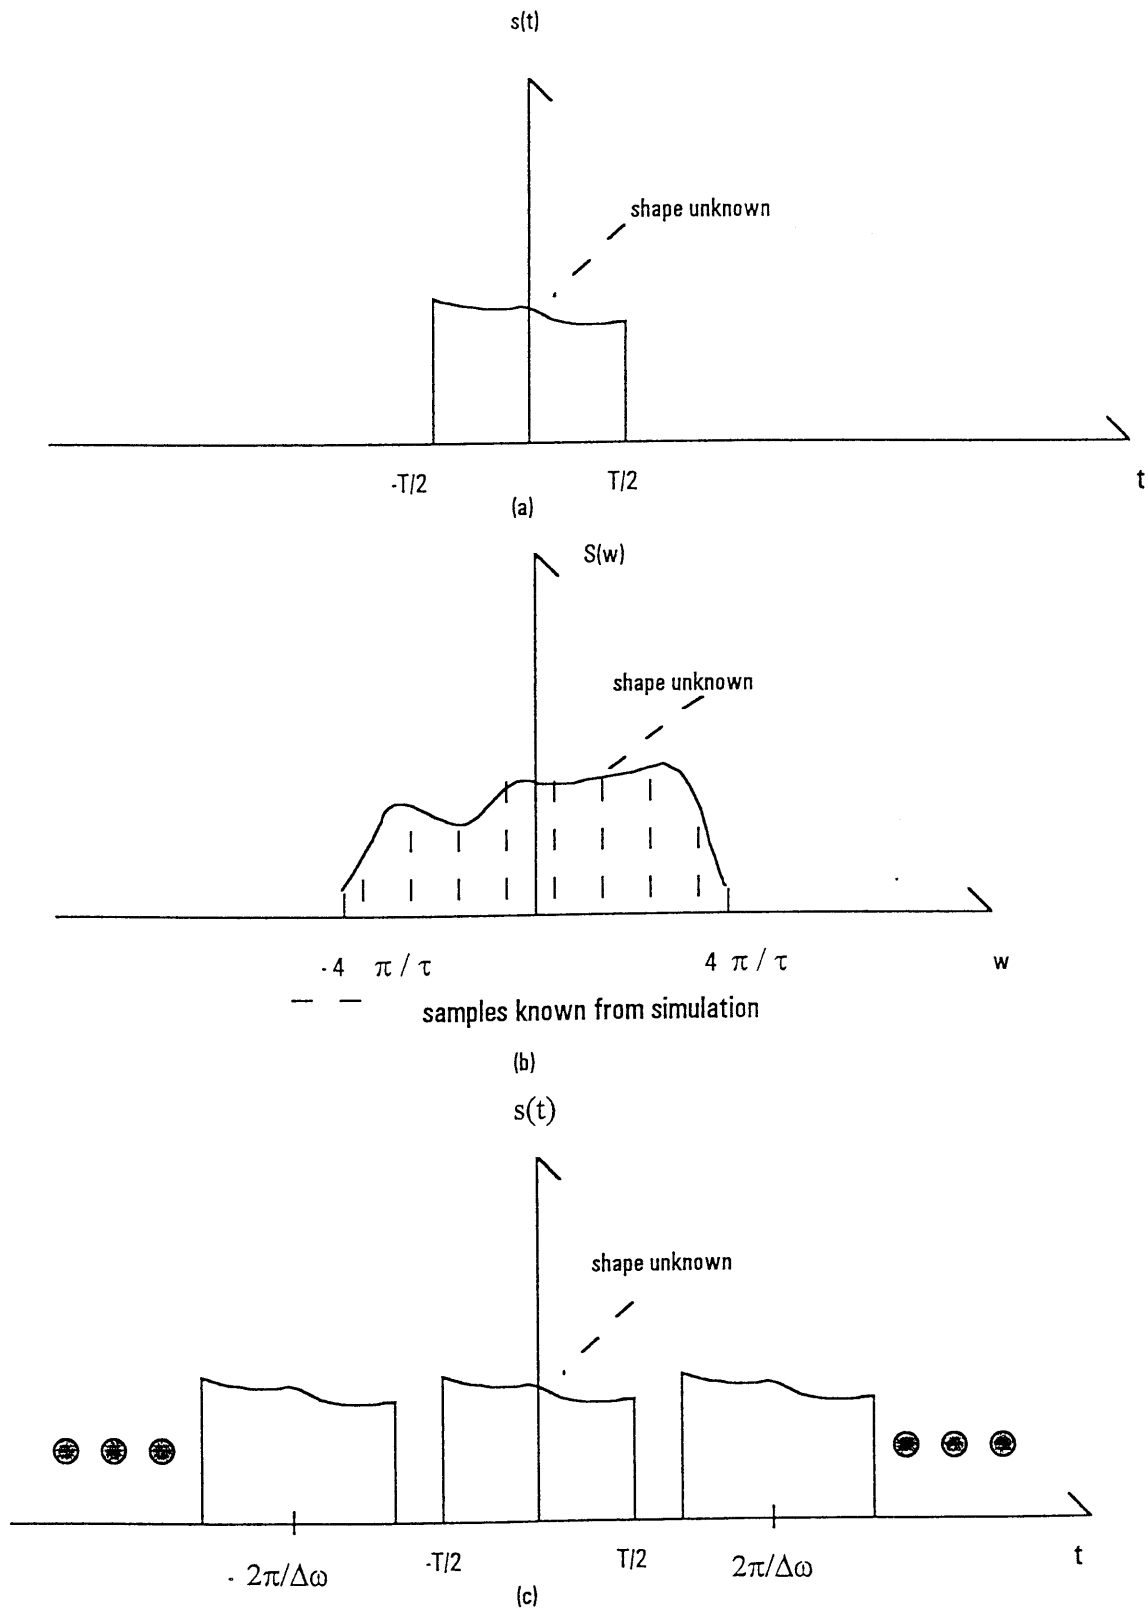 s(t)
shape unknown
-T/2 T/2 t
(a)
S(w)
shape unknown
- 4 π / τ 4 π / τ w
samples known from simulation
(b)
s(t)
shape unknown
- 2π/Δω -T/2 T/2 2π/Δω t
(c)